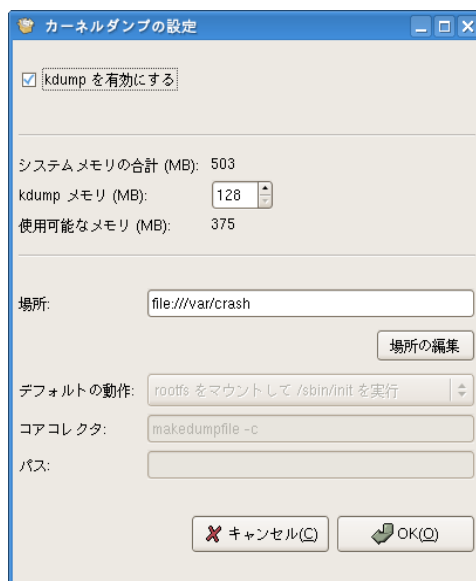 カーネルダンプの設定
kdump を有効にする
システムメモリの合計 (MB): 503
kdump メモリ (MB): 128
使用可能なメモリ (MB): 375
場所: file:///var/crash
場所の編集
デフォルトの動作: rootfs をマウントして /sbin/init を実行
コアコレクタ: makedumpfile -c
パス:
キャンセル(C) OK(O)